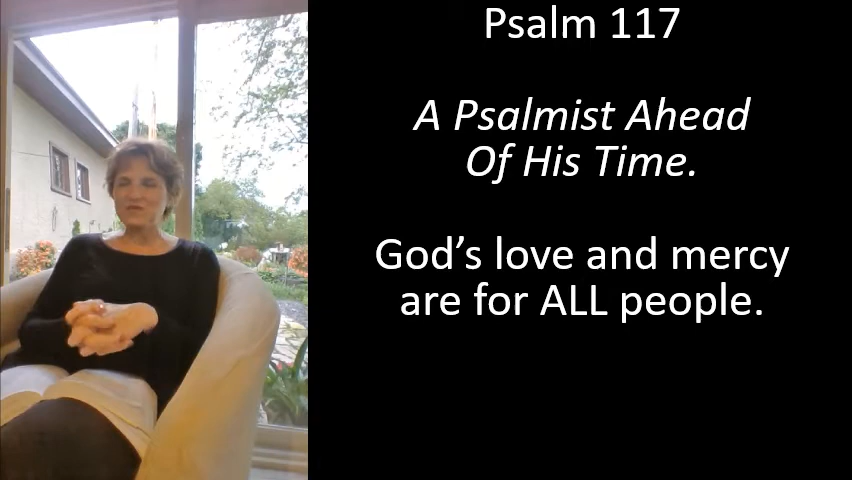 Psalm 117
A Psalmist Ahead
Of His Time.
God's love and mercy
are for ALL people.